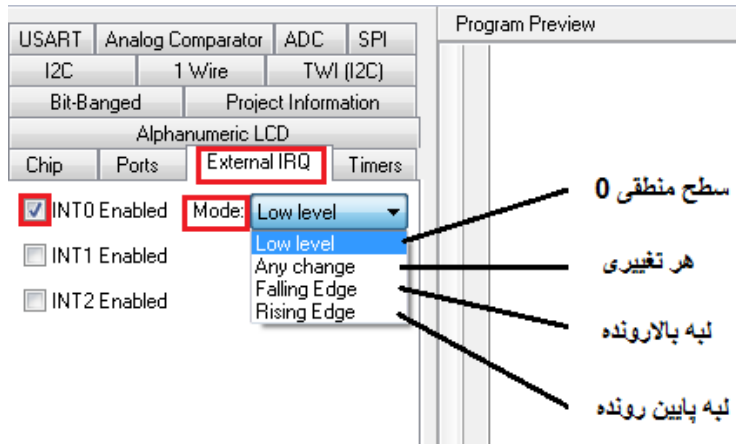 Program Preview
USART Analog Comparator ADC SPI
I2C 1 Wire TWI (I2C)
Bit-Banged Project Information
Alphanumeric LCD
Chip Ports External IRQ Timers
INT0 Enabled Mode: Low level
INT1 Enabled
INT2 Enabled
Low level
Any change
Falling Edge
Rising Edge
سطح منطقی 0
هر تغییری
لبه بالارونده
لبه پایین رونده